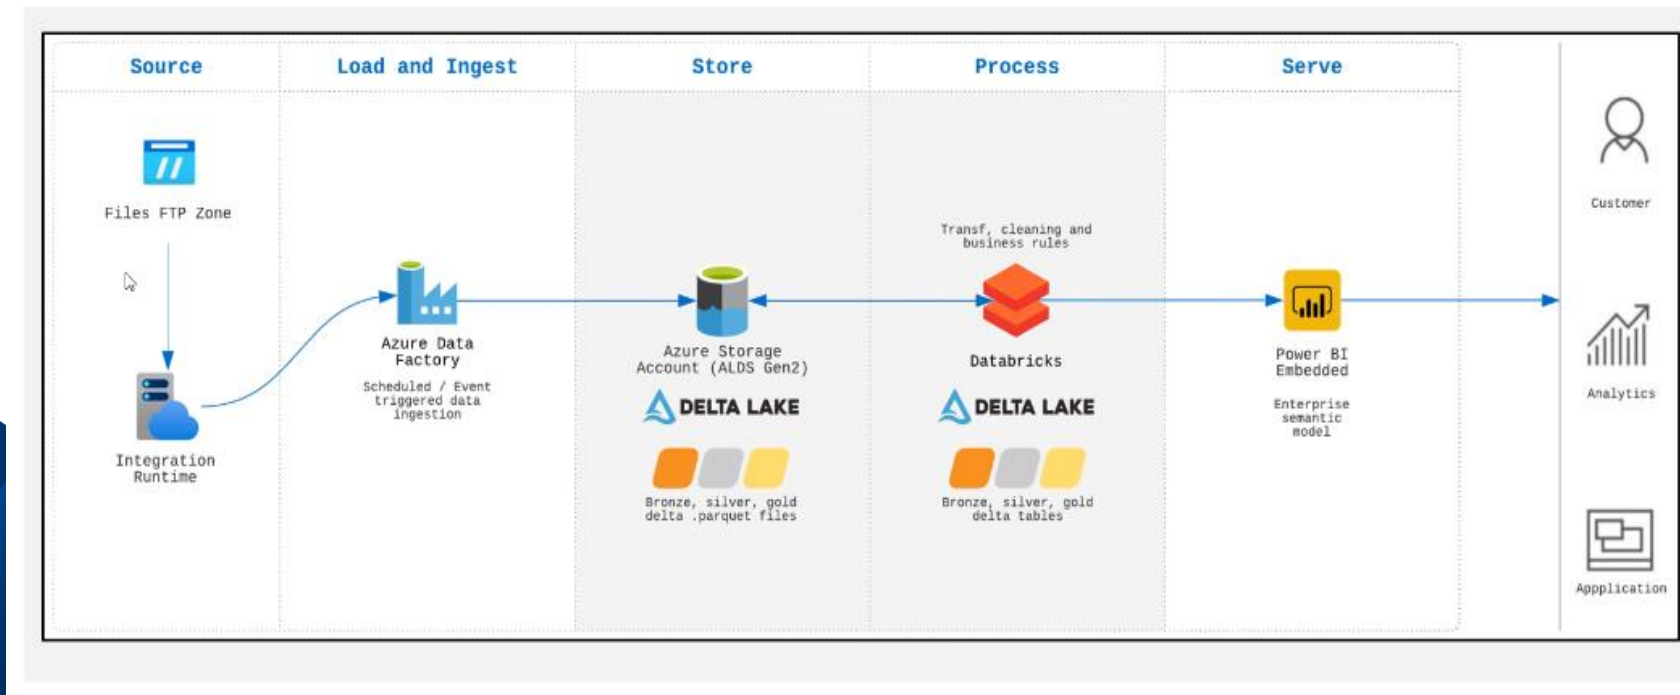 Source
Load and Ingest
Store
Process
Serve
Files FTP Zone
Integration
Runtime
Azure Data
Factory
Scheduled / Event
triggered data
ingestion
Azure Storage
Account (ALDS Gen2)
DELTA LAKE
Bronze, silver, gold
delta .parquet files
Transf, cleaning and
business rules
Databricks
DELTA LAKE
Bronze, silver, gold
delta tables
Power BI
Embedded
Enterprise
semantic
model
Customer
Analytics
Appplication